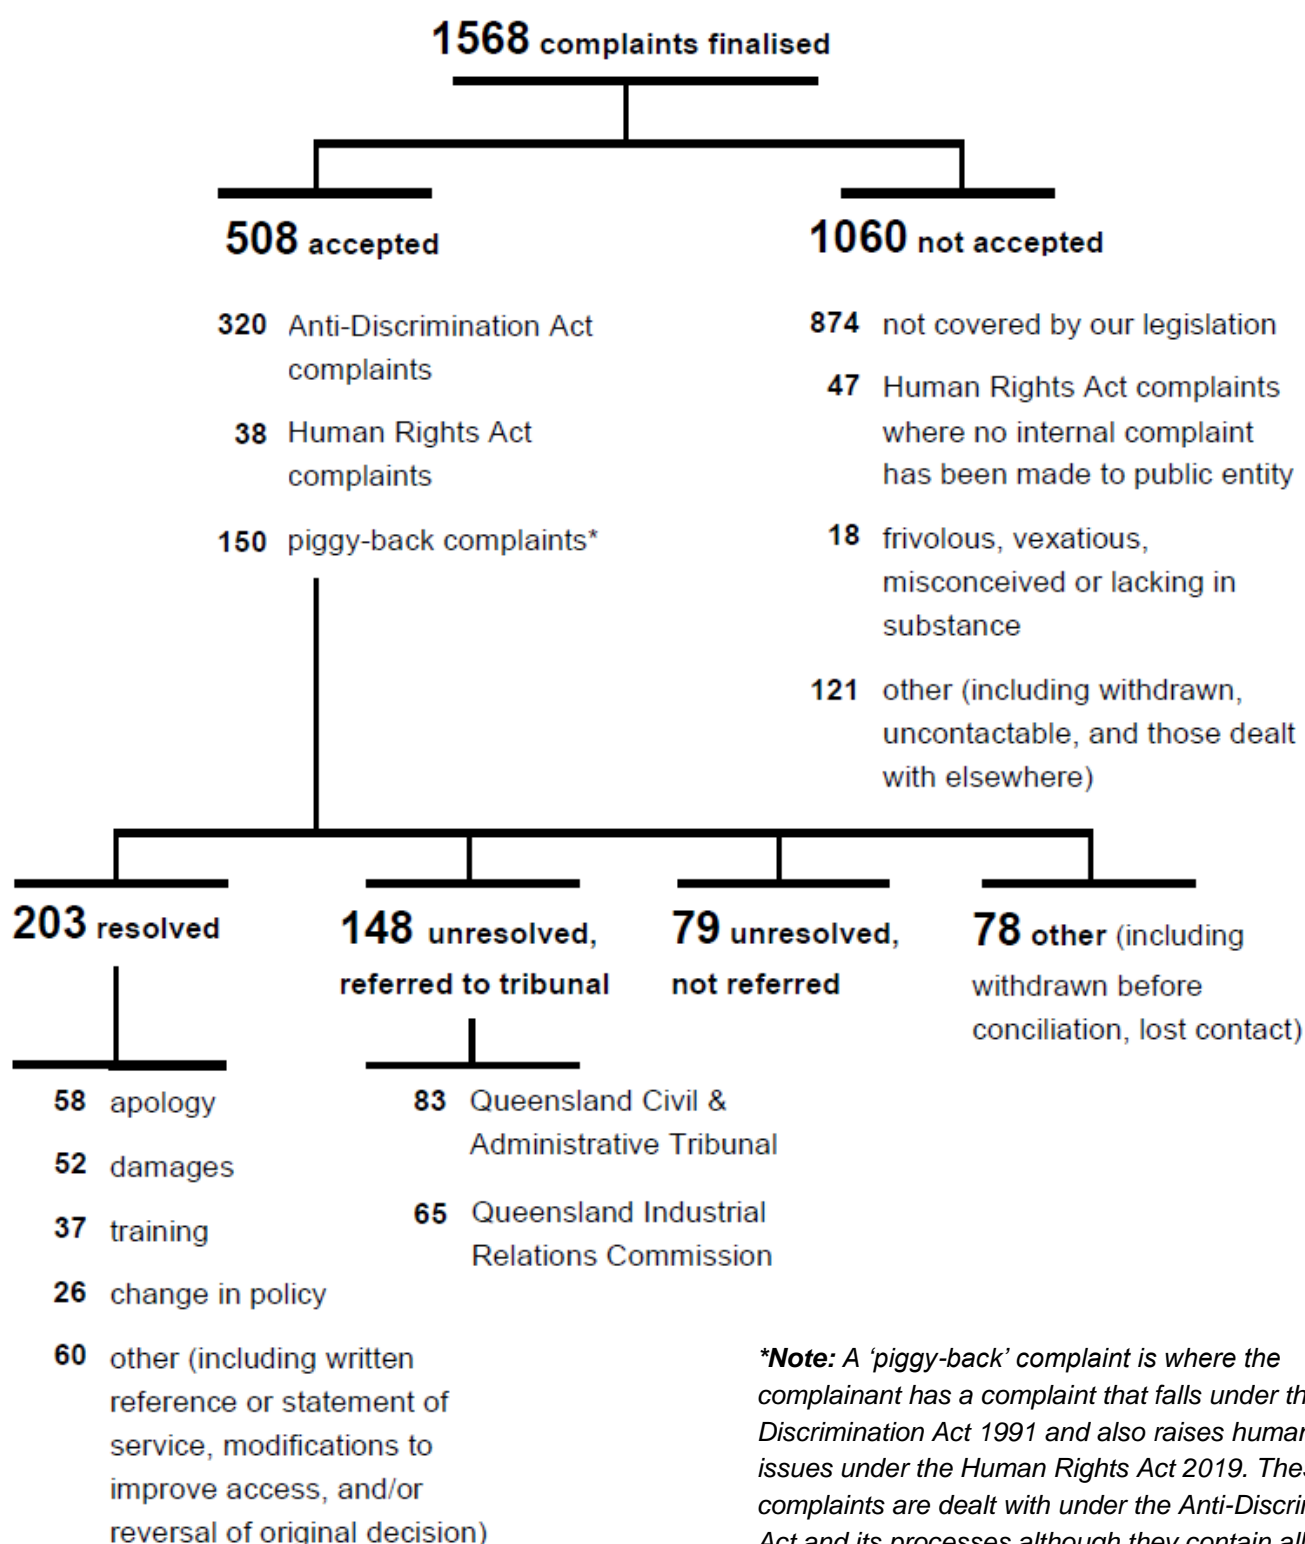 1568 complaints finalised
508 accepted
320 Anti-Discrimination Act
complaints
38 Human Rights Act
complaints
150 piggy-back complaints*
1060 not accepted
874 not covered by our legislation
47 Human Rights Act complaints
where no internal complaint
has been made to public entity
18 frivolous, vexatious,
misconceived or lacking in
substance
121 other (including withdrawn,
uncontactable, and those dealt
with elsewhere)
203 resolved
58 apology
52 damages
37 training
26 change in policy
60 other (including written
reference or statement of
service, modifications to
improve access, and/or
reversal of original decision)
148 unresolved,
referred to tribunal
83 Queensland Civil &
Administrative Tribunal
65 Queensland Industrial
Relations Commission
79 unresolved,
not referred
78 other (including
withdrawn before
conciliation, lost contact)
*Note: A ‘piggy-back’ complaint is where the
complainant has a complaint that falls under
Discrimination Act 1991 and also raises human
issues under the Human Rights Act 2019.
complaints are dealt with under the
Act and its processes although they contain